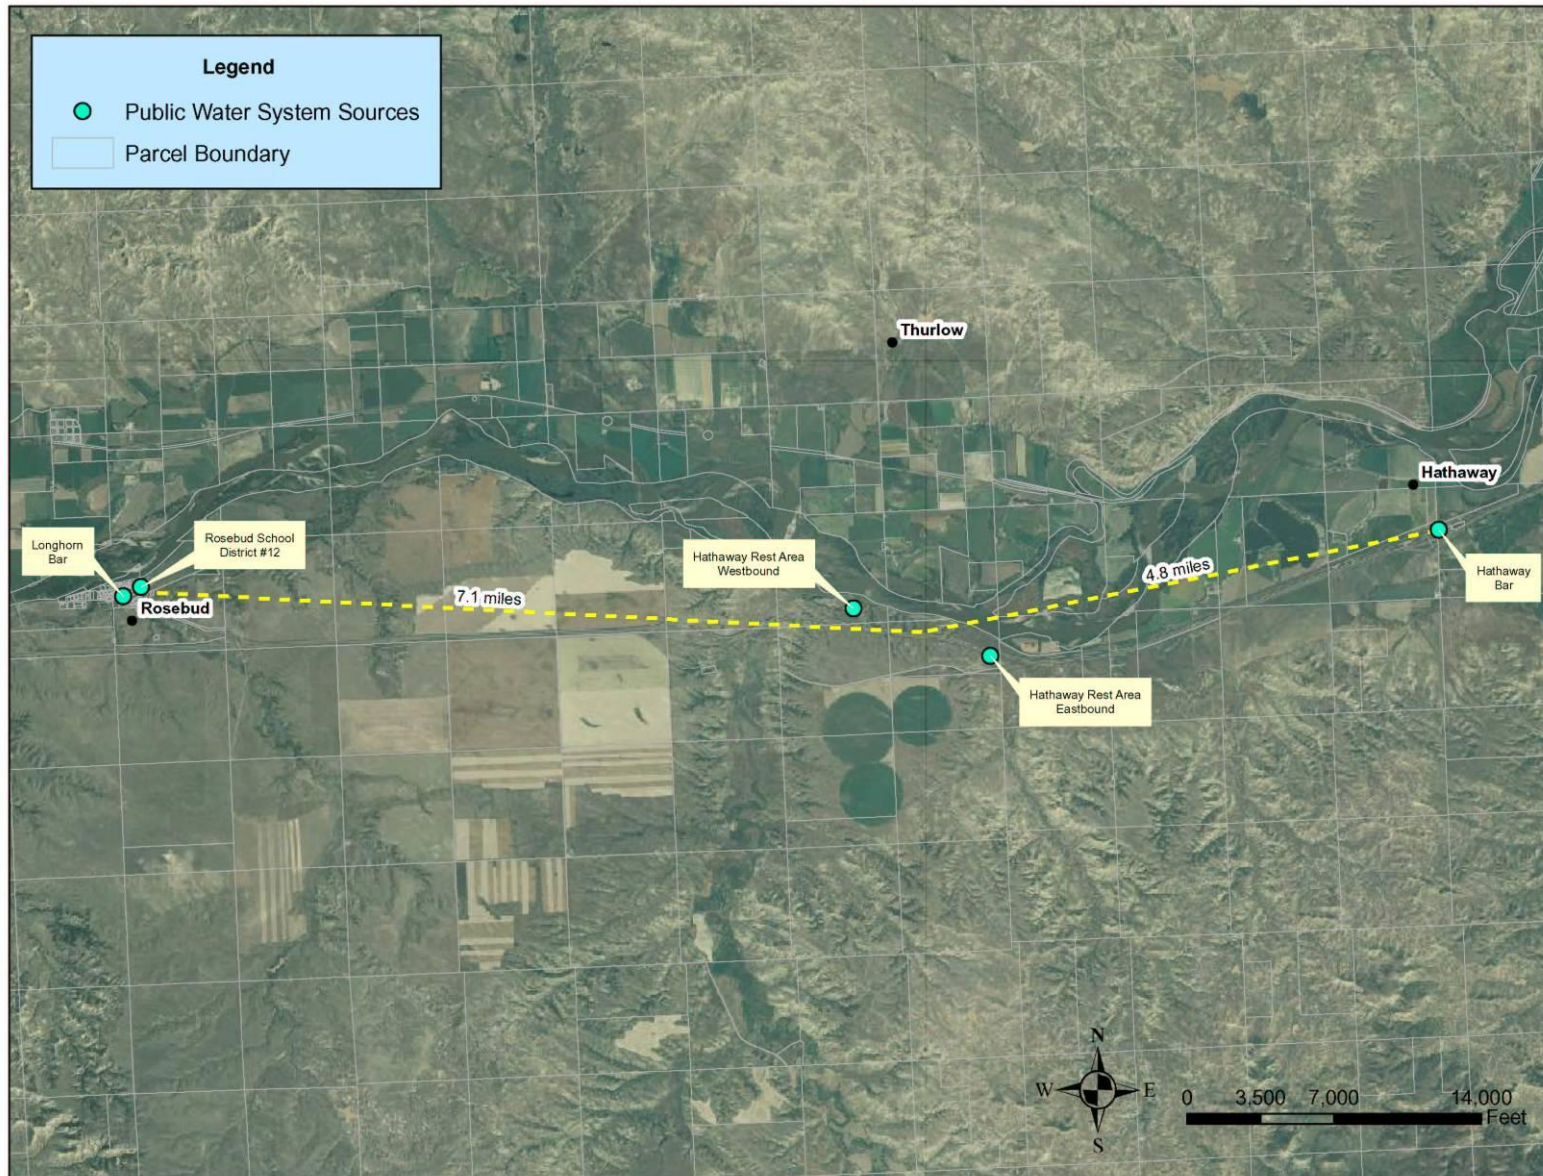 Legend
Public Water System Sources
Parcel Boundary
Thurlow
Hathaway
Longhorn
Bar
Rosebud School
District #12
Rosebud
7.1 miles
Hathaway Rest Area
Westbound
4.8 miles
Hathaway
Bar
Hathaway Rest Area
Eastbound
N
W
E
S
0 3,500 7,000 14,000
Feet